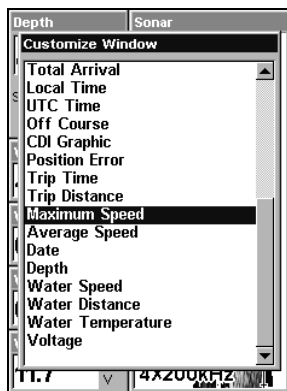 Depth Sonar
Customize Window
Total Arrival
Local Time
UTC Time
Off Course
CDI Graphic
Position Error
Trip Time
Trip Distance
Maximum Speed
Average Speed
Date
Depth
Water Speed
Water Distance
Water Temperature
Voltage
11.7 V 4X200kHz